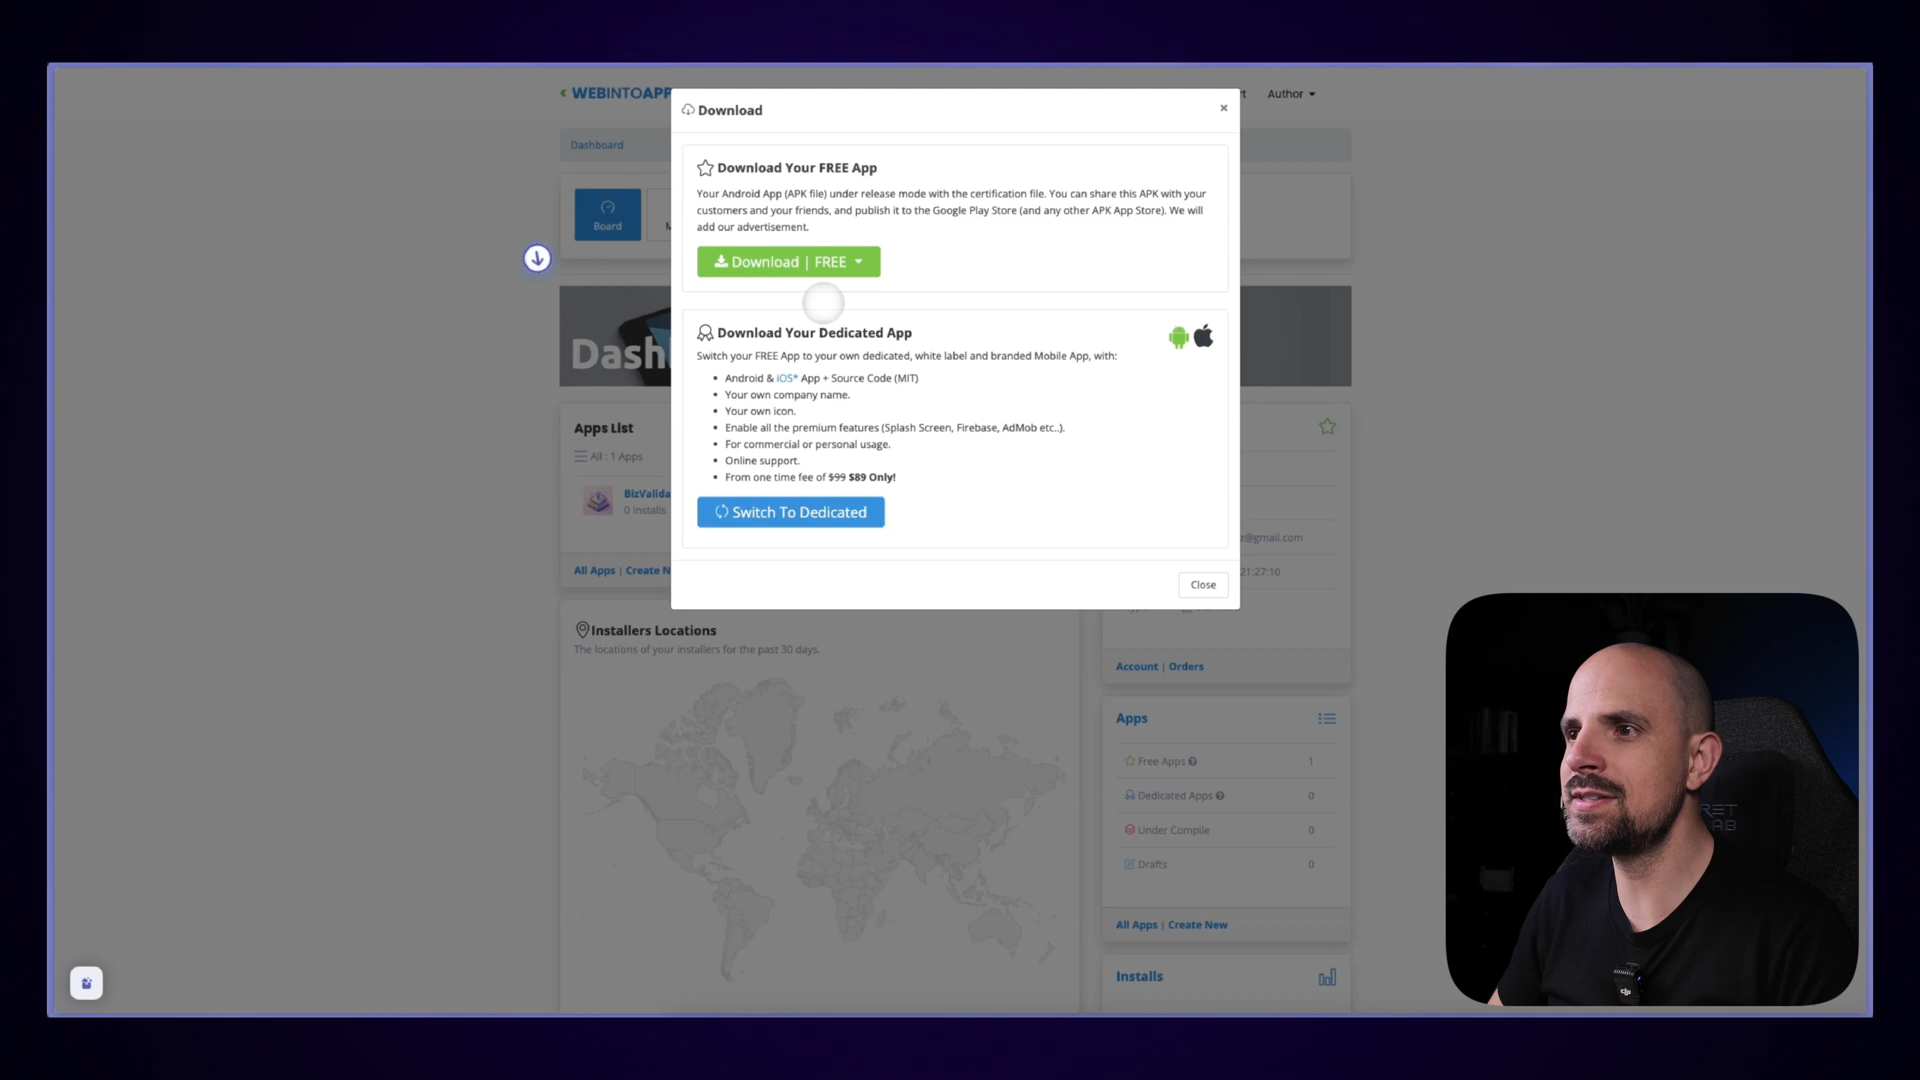 WEBINTOAPP
Author
Download
×
Dashboard
Download Your FREE App
Your Android App (APK file) under release mode with the certification file. You can share this APK with your
customers and your friends, and publish it to the Google Play Store (and any other APK App Store). We will
add our advertisement.
Board
Download | FREE
Download Your Dedicated App
Switch your FREE App to your own dedicated, white label and branded Mobile App, with:
Dash
• Android & iOS* App + Source Code (MIT)
• Your own company name.
• Your own icon.
• Enable all the premium features (Splash Screen, Firebase, AdMob etc..).
• For commercial or personal usage.
• Online support.
• From one time fee of $99 $89 Only!
Switch To Dedicated
Close
Apps List
All : 1 Apps
BizValida
0 Installs
All Apps | Create N
z@gmail.com
21:27:10
Installers Locations
The locations of your installers for the past 30 days.
Account | Orders
Apps
Free Apps 1
Dedicated Apps 0
Under Compile 0
Drafts 0
All Apps | Create New
Installs